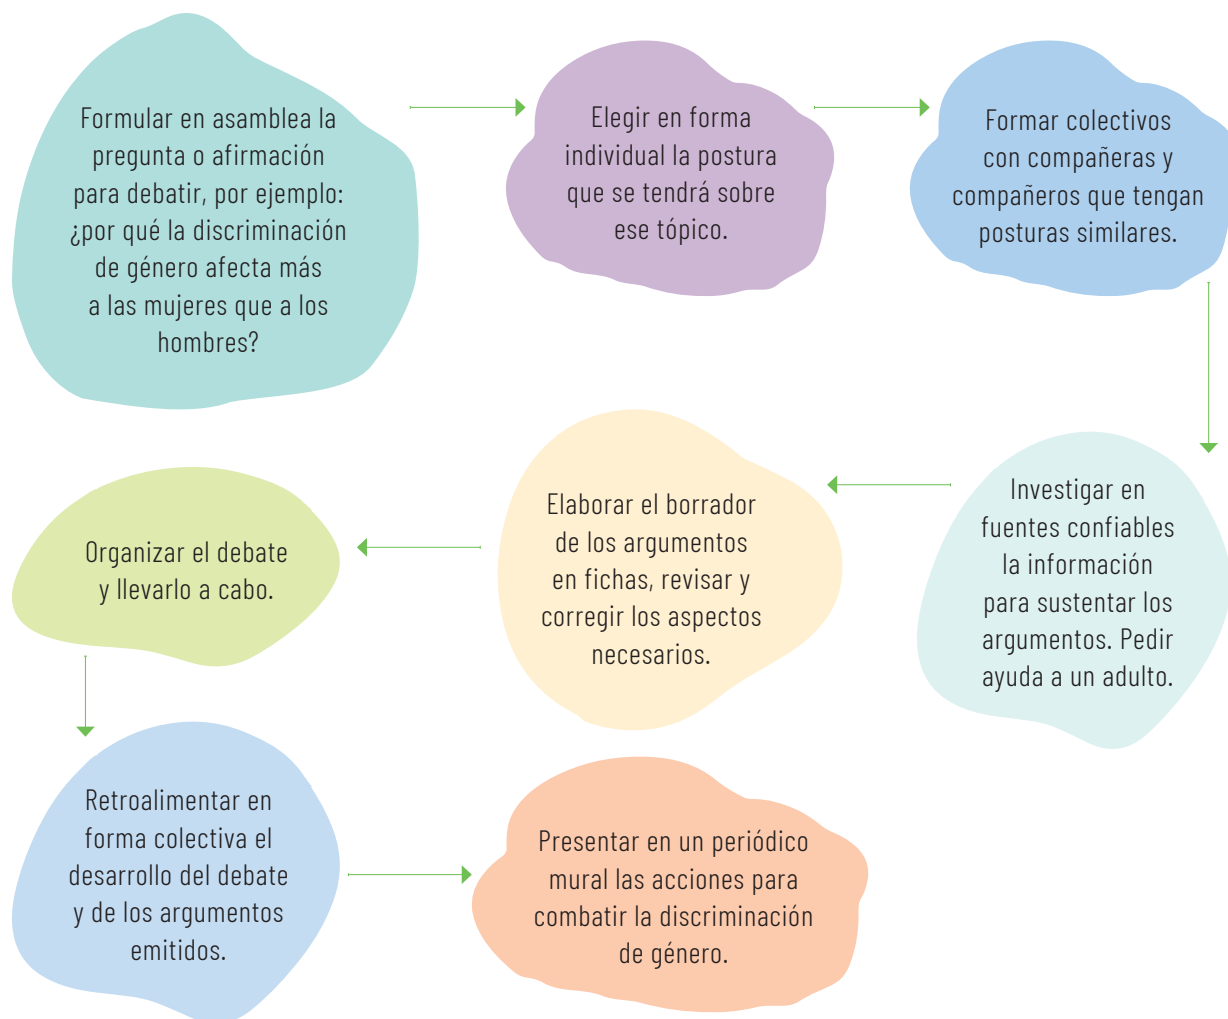 Formular en asamblea la
pregunta o afirmación
para debatir, por ejemplo:
¿por qué la discriminación
de género afecta más
a las mujeres que a los
hombres?
Elegir en forma
individual la postura
que se tendrá sobre
ese tópico.
Formar colectivos
con compañeras y
compañeros que tengan
posturas similares.
Investigar en
fuentes confiables
la información
para sustentar los
argumentos. Pedir
ayuda a un adulto.
Elaborar el borrador
de los argumentos
en fichas, revisar y
corregir los aspectos
necesarios.
Organizar el debate
y llevarlo a cabo.
Retroalimentar en
forma colectiva el
desarrollo del debate
y de los argumentos
emitidos.
Presentar en un periódico
mural las acciones para
combatir la discriminación
de género.